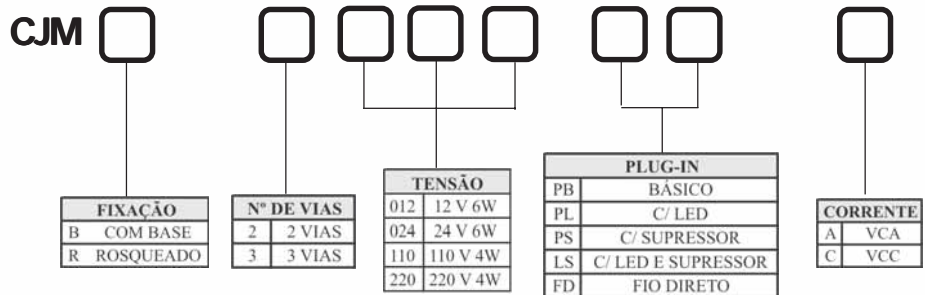 CJM
FIXAÇÃO
B COM BASE
R ROSQUEADO
Nº DE VIAS
2 2 VIAS
3 3 VIAS
TENSÃO
012 12 V 6W
024 24 V 6W
110 110 V 4W
220 220 V 4W
PLUG-IN
PB BÁSICO
PL C/ LED
PS C/ SUPRESSOR
LS C/ LED E SUPRESSOR
FD FIO DIRETO
CORRENTE
A VCA
C VCC